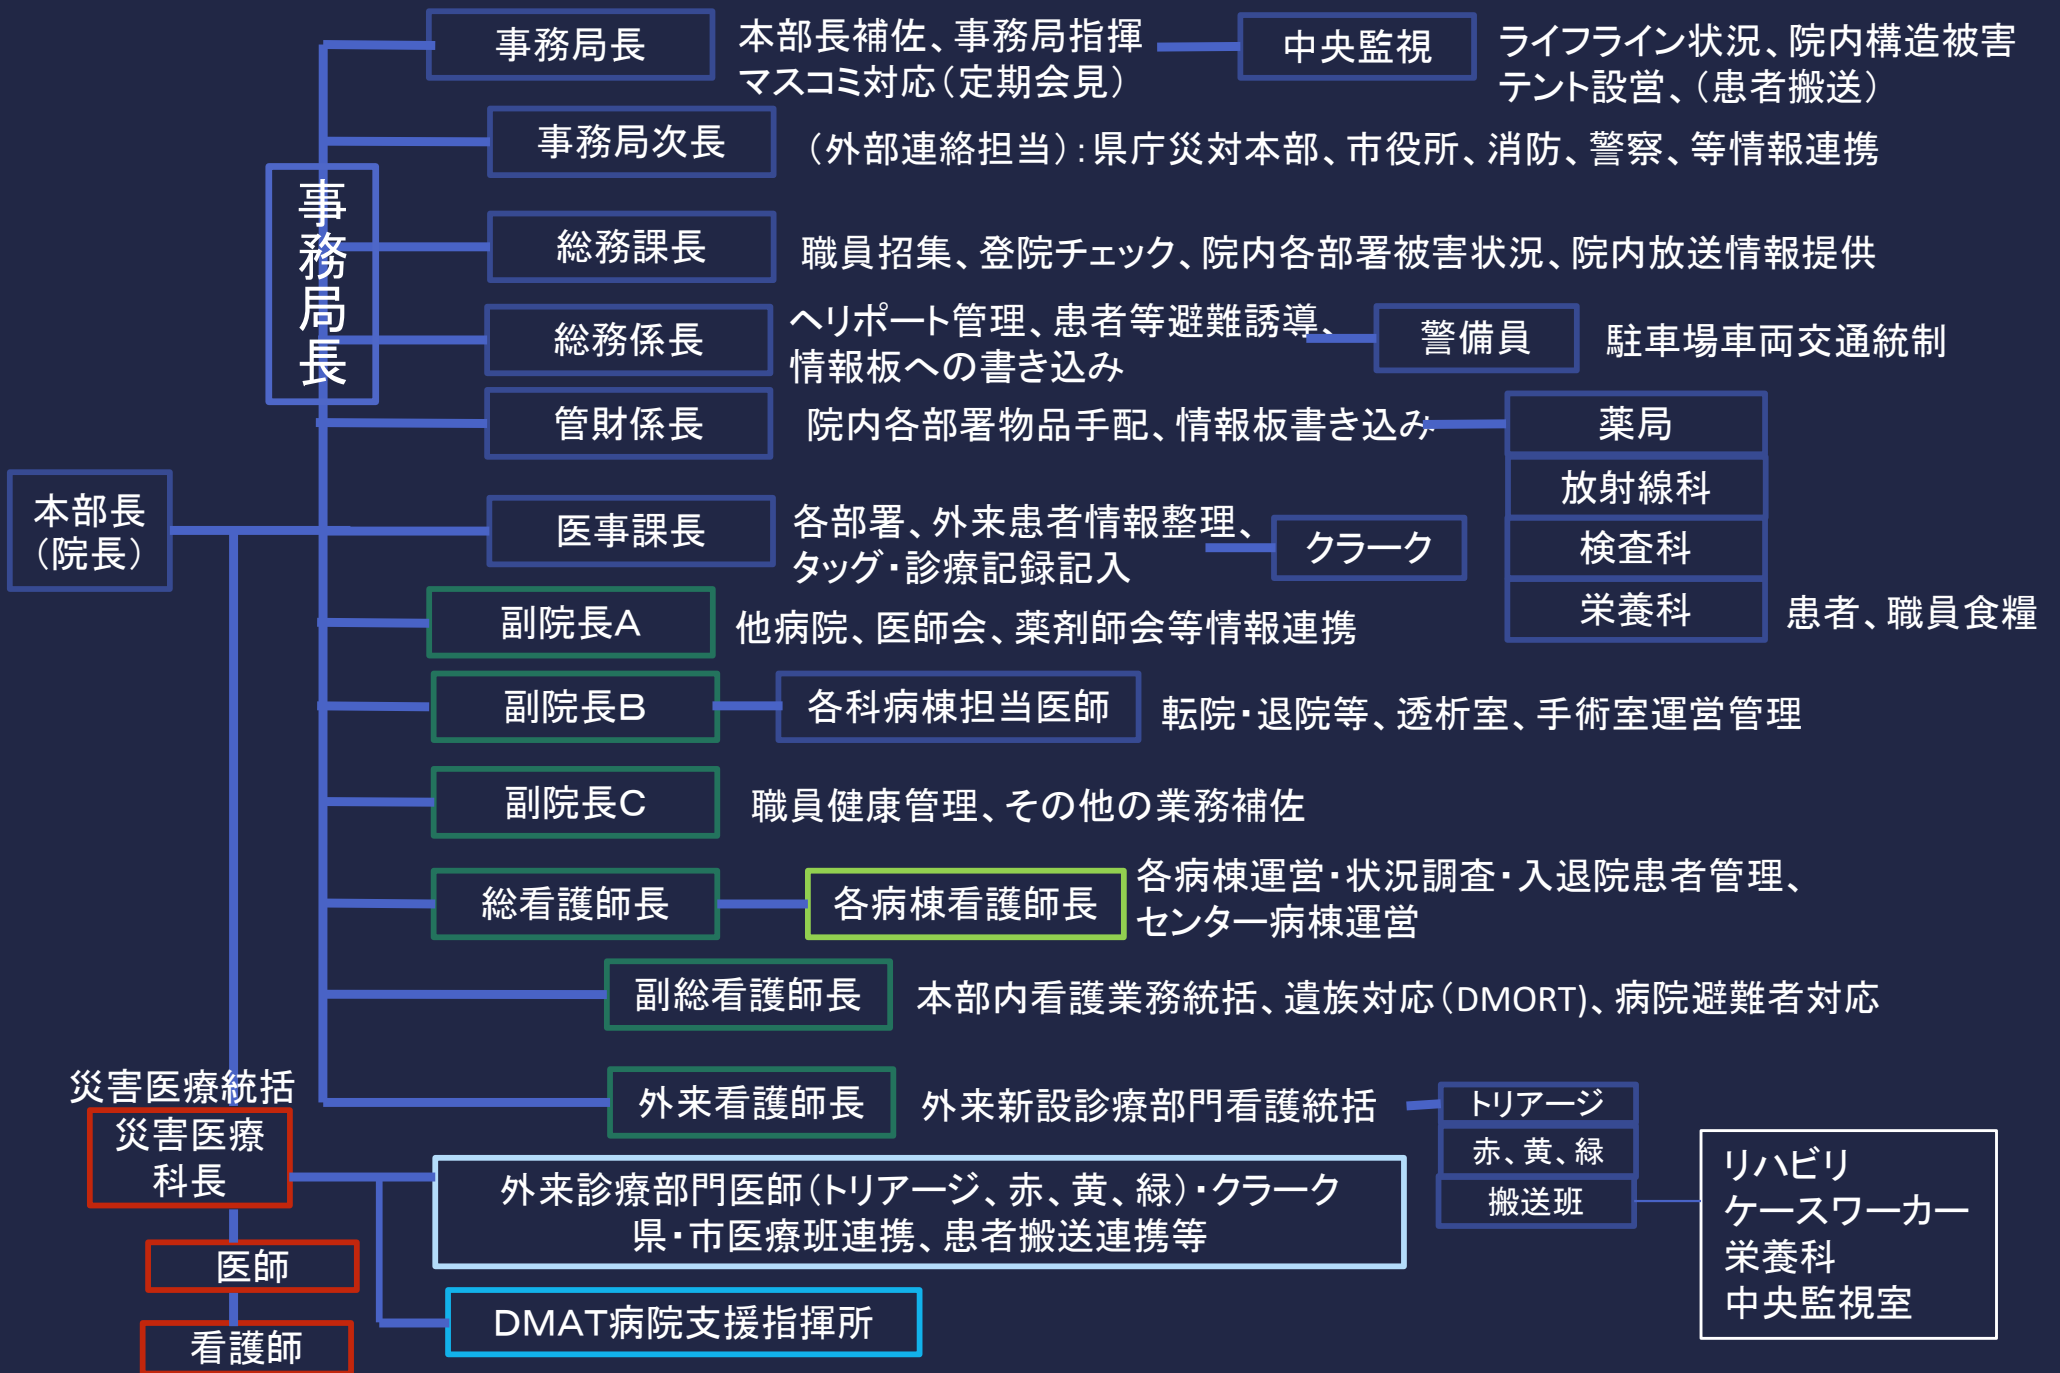 事務局長
本部長補佐、事務局指揮
マスコミ対応（定期会見）
中央監視
ライフライン状況、院内構造被害
テント設営、（患者搬送）
事務局次長
（外部連絡担当）：県庁災対本部、市役所、消防、警察、等情報連携
事務局長
総務課長
職員招集、登院チェック、院内各部署被害状況、院内放送情報提供
総務係長
ヘリポート管理、患者等避難誘導、
情報板への書き込み
警備員
駐車場車両交通統制
管財係長
院内各部署物品手配、情報板書き込み
薬局
放射線科
検査科
栄養科
患者、職員食糧
本部長
（院長）
医事課長
各部署、外来患者情報整理、
タッグ・診療記録記入
クラーク
副院長A
他病院、医師会、薬剤師会等情報連携
副院長B
各科病棟担当医師
転院・退院等、透析室、手術室運営管理
副院長C
職員健康管理、その他の業務補佐
総看護師長
各病棟看護師長
各病棟運営・状況調査・入退院患者管理、
センター病棟運営
副総看護師長
本部内看護業務統括、遺族対応（DMORT)、病院避難者対応
外来看護師長
外来新設診療部門看護統括
トリアージ
赤、黄、緑
搬送班
リハビリ
ケースワーカー
栄養科
中央監視室
災害医療統括
災害医療
科長
外来診療部門医師（トリアージ、赤、黄、緑）・クラーク
県・市医療班連携、患者搬送連携等
医師
DMAT病院支援指揮所
看護師